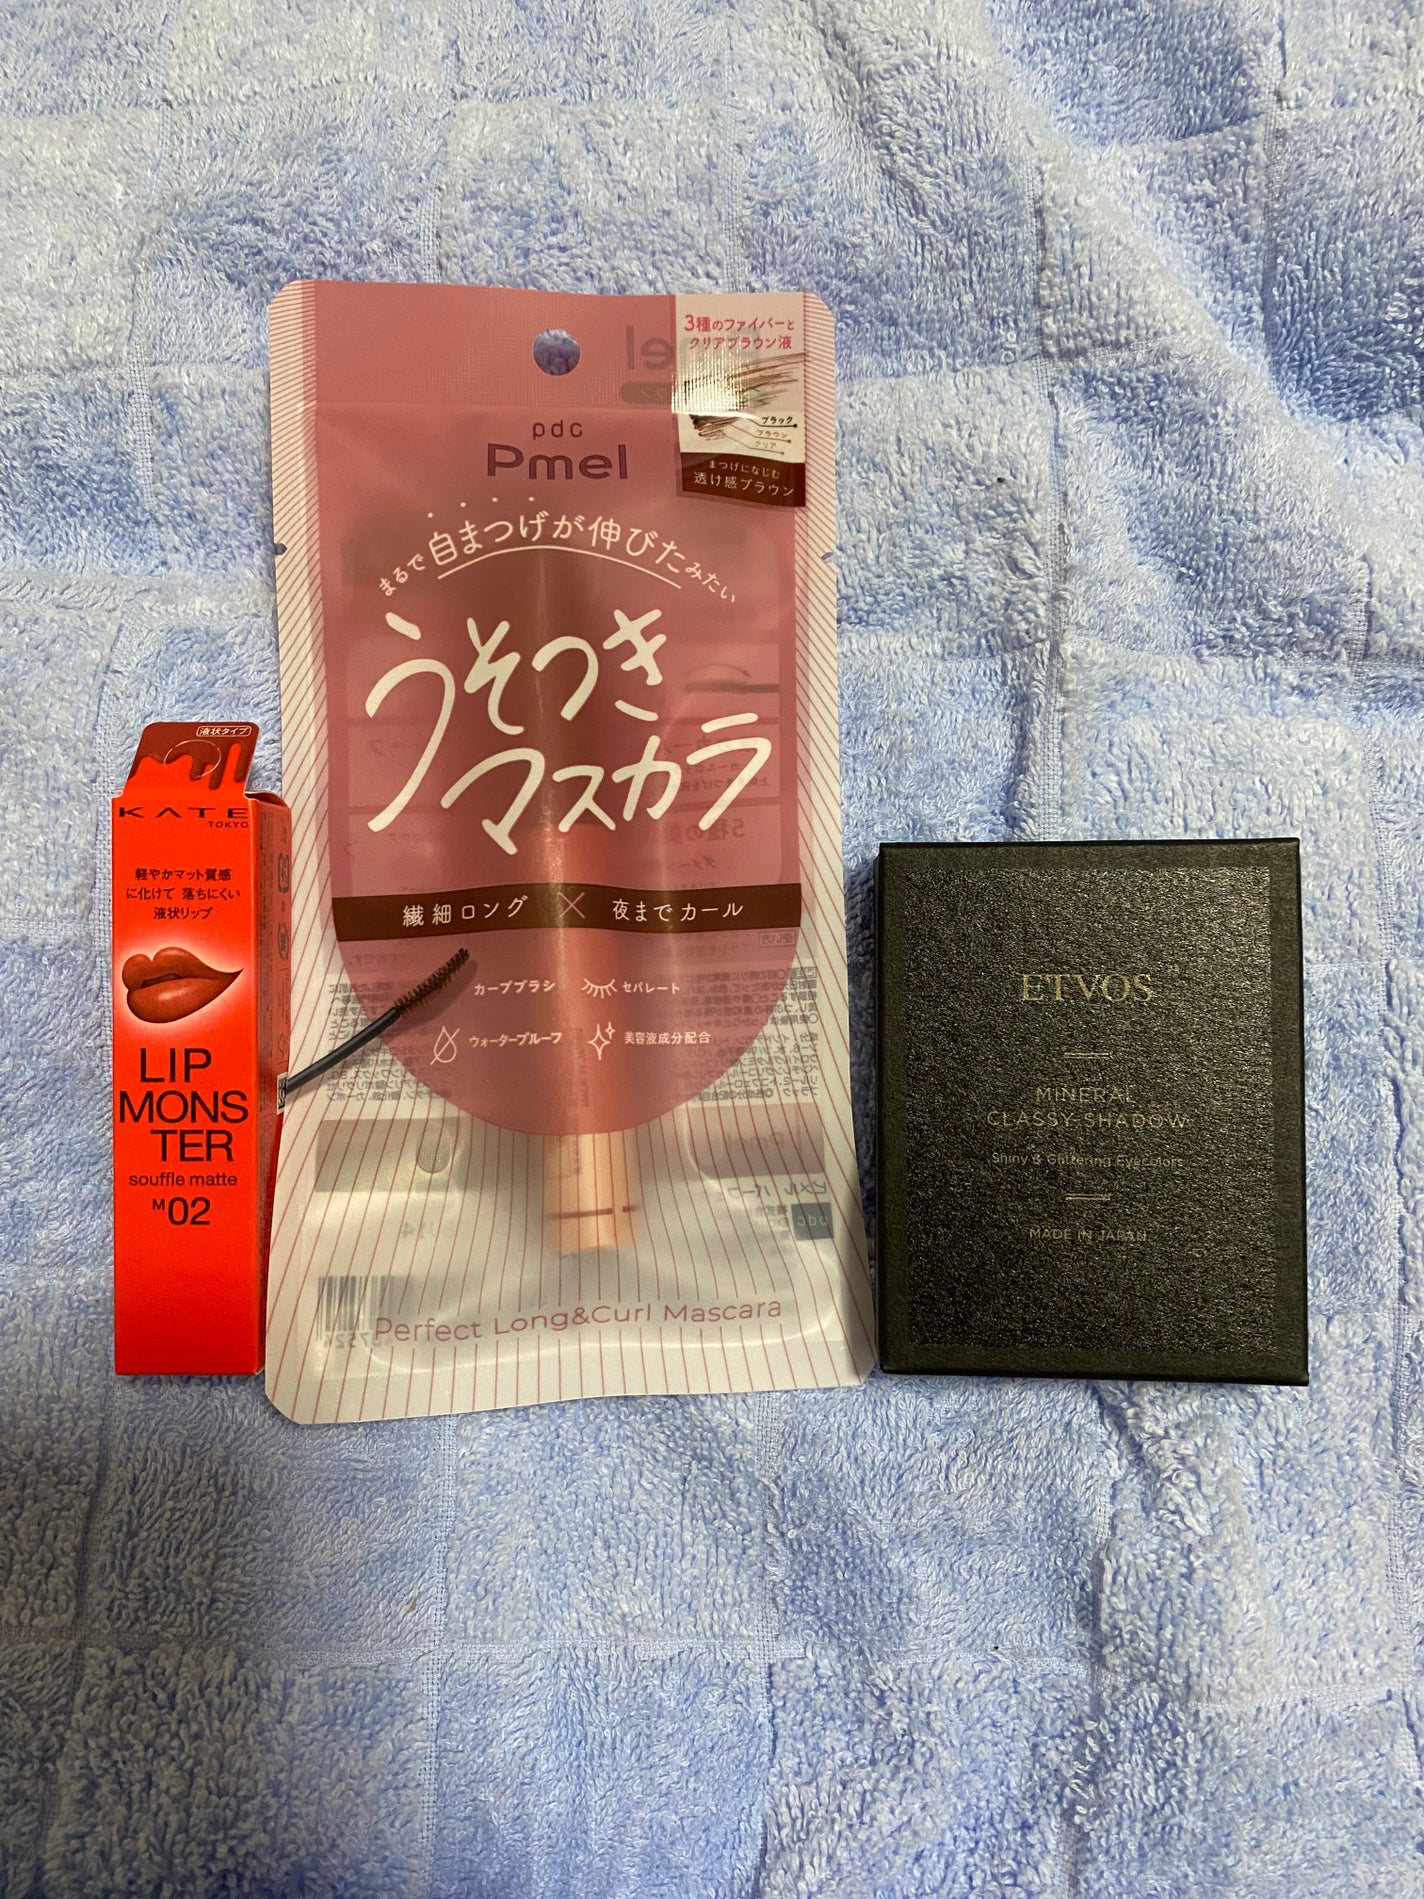 液状タイプ
KATE
TOKYO
軽やかマット質感
に化けて 落ちにくい
液状リップ
LIP
MONS
TER
souffle matte
M02
3種のファイバーと
クリアブラウン液
ブラック
ブラウン
クリア
まつげになじむ
透け感ブラウン
pdc
Pmel
まるで自まつげが伸びたみたい
うそつき
マスカラ
繊細ロング × 夜までカール
カーブブラシ
セパレート
ウォータープルーフ
美容液成分配合
Perfect Long&Curl Mascara
ETVOS
MINERAL
CLASSY SHADOW
Shiny & Glittering Eyecolors
MADE IN JAPAN